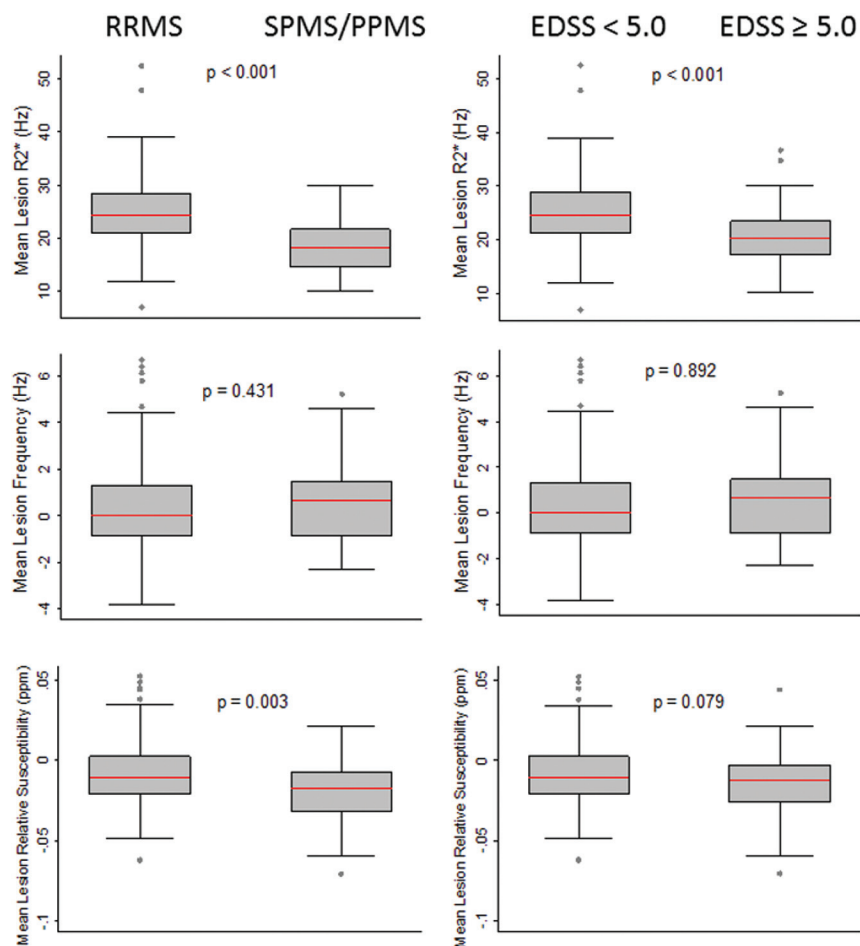 RRMS SPMS/PPMS EDSS < 5.0 EDSS ≥ 5.0
Mean Lesion R2* (Hz)
50
40
30
20
10
p < 0.001
Mean Lesion R2* (Hz)
50
40
30
20
10
p < 0.001
Mean Lesion Frequency (Hz)
6
4
2
0
-2
-4
p = 0.431
Mean Lesion Frequency (Hz)
6
4
2
0
-2
-4
p = 0.892
Mean Lesion Relative Susceptibility (ppm)
.05
0
-.05
-.1
p = 0.003
Mean Lesion Relative Susceptibility (ppm)
.05
0
-.05
-.1
p = 0.079